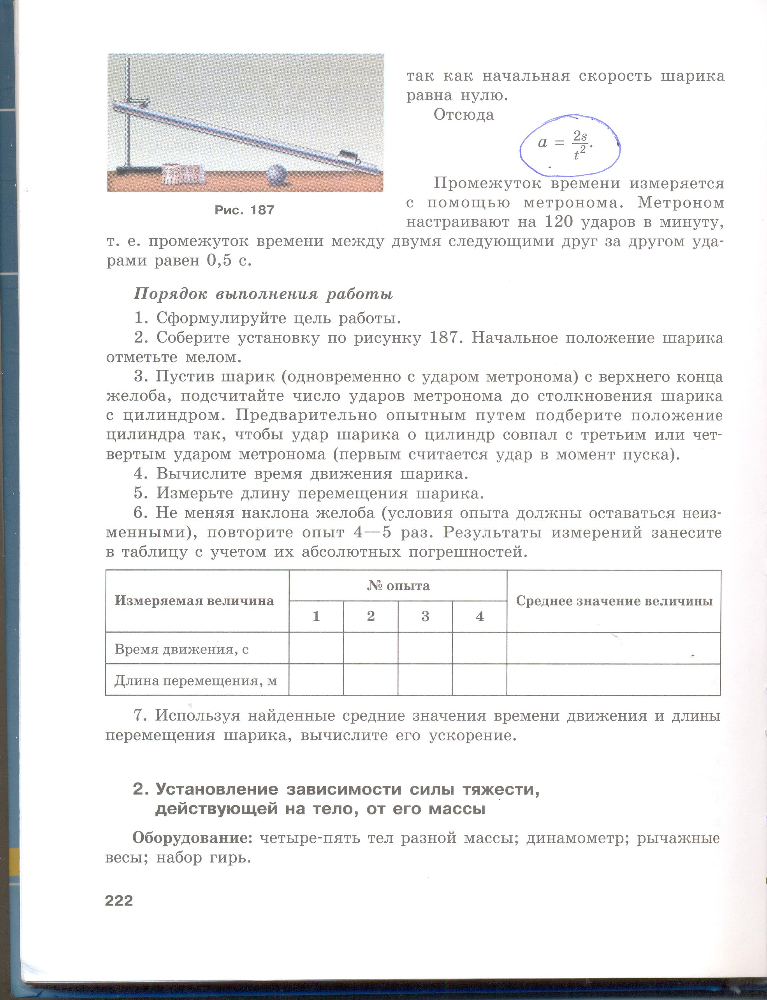 так как начальная скорость шарика
равна нулю.
Отсюда
a = 2s/t².
Рис. 187
Промежуток времени измеряется
с помощью метронома. Метроном
настраивают на 120 ударов в минуту,
т. е. промежуток времени между двумя следующими друг за другом уда-
рами равен 0,5 с.
Порядок выполнения работы
1. Сформулируйте цель работы.
2. Соберите установку по рисунку 187. Начальное положение шарика
отметьте мелом.
3. Пустив шарик (одновременно с ударом метронома) с верхнего конца
желоба, подсчитайте число ударов метронома до столкновения шарика
с цилиндром. Предварительно опытным путем подберите положение
цилиндра так, чтобы удар шарика о цилиндр совпал с третьим или чет-
вертым ударом метронома (первым считается удар в момент пуска).
4. Вычислите время движения шарика.
5. Измерьте длину перемещения шарика.
6. Не меняя наклона желоба (условия опыта должны оставаться неиз-
менными), повторите опыт 4—5 раз. Результаты измерений занесите
в таблицу с учетом их абсолютных погрешностей.
Измеряемая величина
№ опыта
Среднее значение величины
1 2 3 4
Время движения, с
Длина перемещения, м
7. Используя найденные средние значения времени движения и длины
перемещения шарика, вычислите его ускорение.
2. Установление зависимости силы тяжести,
действующей на тело, от его массы
Оборудование: четыре-пять тел разной массы; динамометр; рычажные
весы; набор гирь.
222